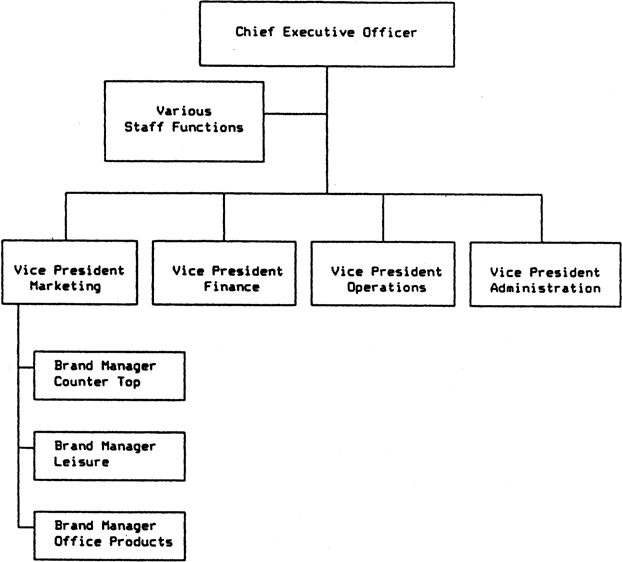 Chief Executive Officer
Various
Staff Functions
Vice President
Marketing
Vice President
Finance
Vice President
Operations
Vice President
Administration
Brand Manager
Counter Top
Brand Manager
Leisure
Brand Manager
Office Products